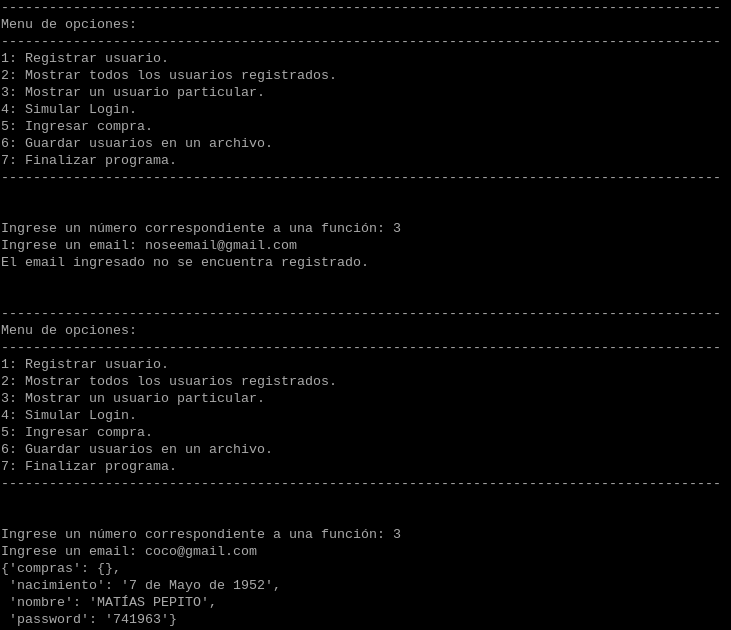 ------------------------------------------------------------------------------------------
Menu de opciones:
------------------------------------------------------------------------------------------
1: Registrar usuario.
2: Mostrar todos los usuarios registrados.
3: Mostrar un usuario particular.
4: Simular Login.
5: Ingresar compra.
6: Guardar usuarios en un archivo.
7: Finalizar programa.
------------------------------------------------------------------------------------------
Ingrese un número correspondiente a una función: 3
Ingrese un email: noseemail@gmail.com
El email ingresado no se encuentra registrado.
------------------------------------------------------------------------------------------
Menu de opciones:
------------------------------------------------------------------------------------------
1: Registrar usuario.
2: Mostrar todos los usuarios registrados.
3: Mostrar un usuario particular.
4: Simular Login.
5: Ingresar compra.
6: Guardar usuarios en un archivo.
7: Finalizar programa.
------------------------------------------------------------------------------------------
Ingrese un número correspondiente a una función: 3
Ingrese un email: coco@gmail.com
{'compras': {},
 'nacimiento': '7 de Mayo de 1952',
 'nombre': 'MATÍAS PEPITO',
 'password': '741963'}